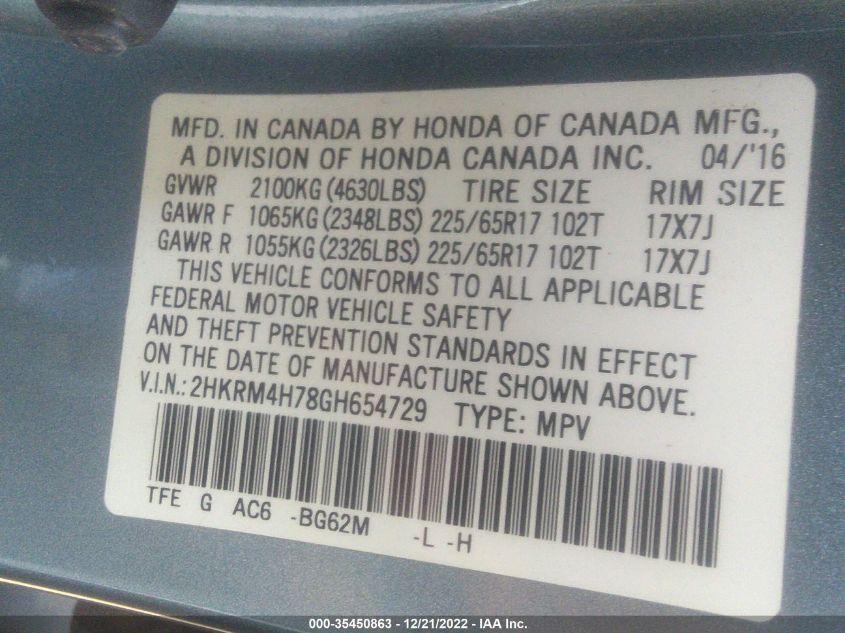 MFD. IN CANADA BY HONDA OF CANADA MFG.,
A DIVISION OF HONDA CANADA INC. 04/'16
GVWR 2100KG (4630LBS) TIRE SIZE RIM SIZE
GAWR F 1065KG (2348LBS) 225/65R17 102T 17X7J
GAWR R 1055KG (2326LBS) 225/65R17 102T 17X7J
THIS VEHICLE CONFORMS TO ALL APPLICABLE
FEDERAL MOTOR VEHICLE SAFETY
AND THEFT PREVENTION STANDARDS IN EFFECT
ON THE DATE OF MANUFACTURE SHOWN ABOVE.
V.I.N.: 2HKRM4H78GH654729 TYPE: MPV
TFE G AC6 -BG62M -L -H
000-35450863 - 12/21/2022 - IAA Inc.